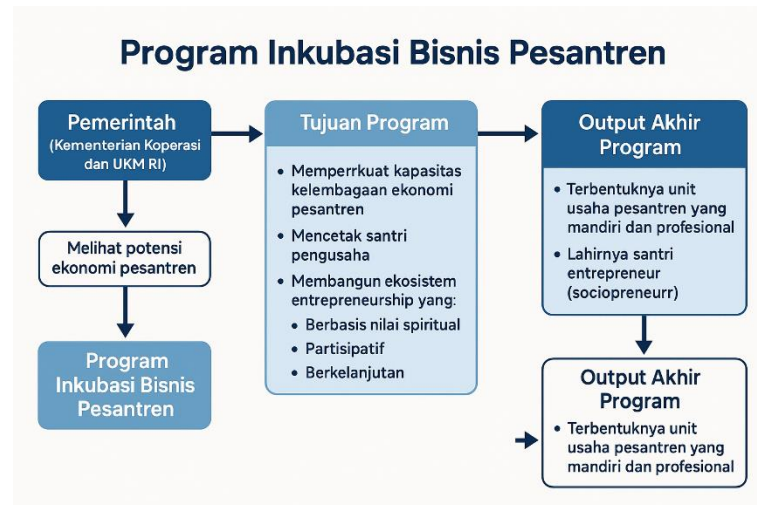 Program Inkubasi Bisnis Pesantren
Pemerintah
(Kementerian Koperasi
dan UKM RI)
Melihat potensi
ekonomi pesantren
Program
Inkubasi Bisnis
Pesantren
Tujuan Program
• Memperrkuat kapasitas
kelembagaan ekonomi
pesantren
• Mencetak santri
pengusaha
• Membangun ekosistem
entrepreneurship yang:
• Berbasis nilai spiritual
• Partisipatif
• Berkelanjutan
Output Akhir
Program
• Terbentuknya unit
usaha pesantren yang
mandiri dan profesional
• Lahirnya santri
entrepreneur
(sociopreneurr)
Output Akhir
Program
• Terbentuknya unit
usaha pesantren yang
mandiri dan profesional